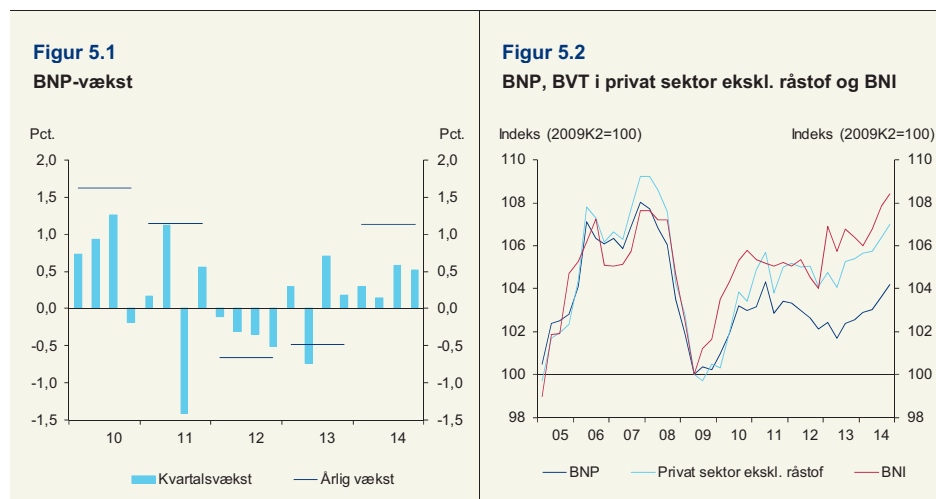 Figur 5.1
BNP-vækst
Pct. Pct.
2,0 2,0
1,5 1,5
1,0 1,0
0,5 0,5
0,0 0,0
-0,5 -0,5
-1,0 -1,0
-1,5 -1,5
10 11 12 13 14
Kvartalsvækst Årlig vækst
Figur 5.2
BNP, BVT i privat sektor ekskl. råstof og BNI
Indeks (2009K2=100) Indeks (2009K2=100)
110 110
108 108
106 106
104 104
102 102
100 100
98 98
05 06 07 08 09 10 11 12 13 14
BNP Privat sektor ekskl. råstof BNI